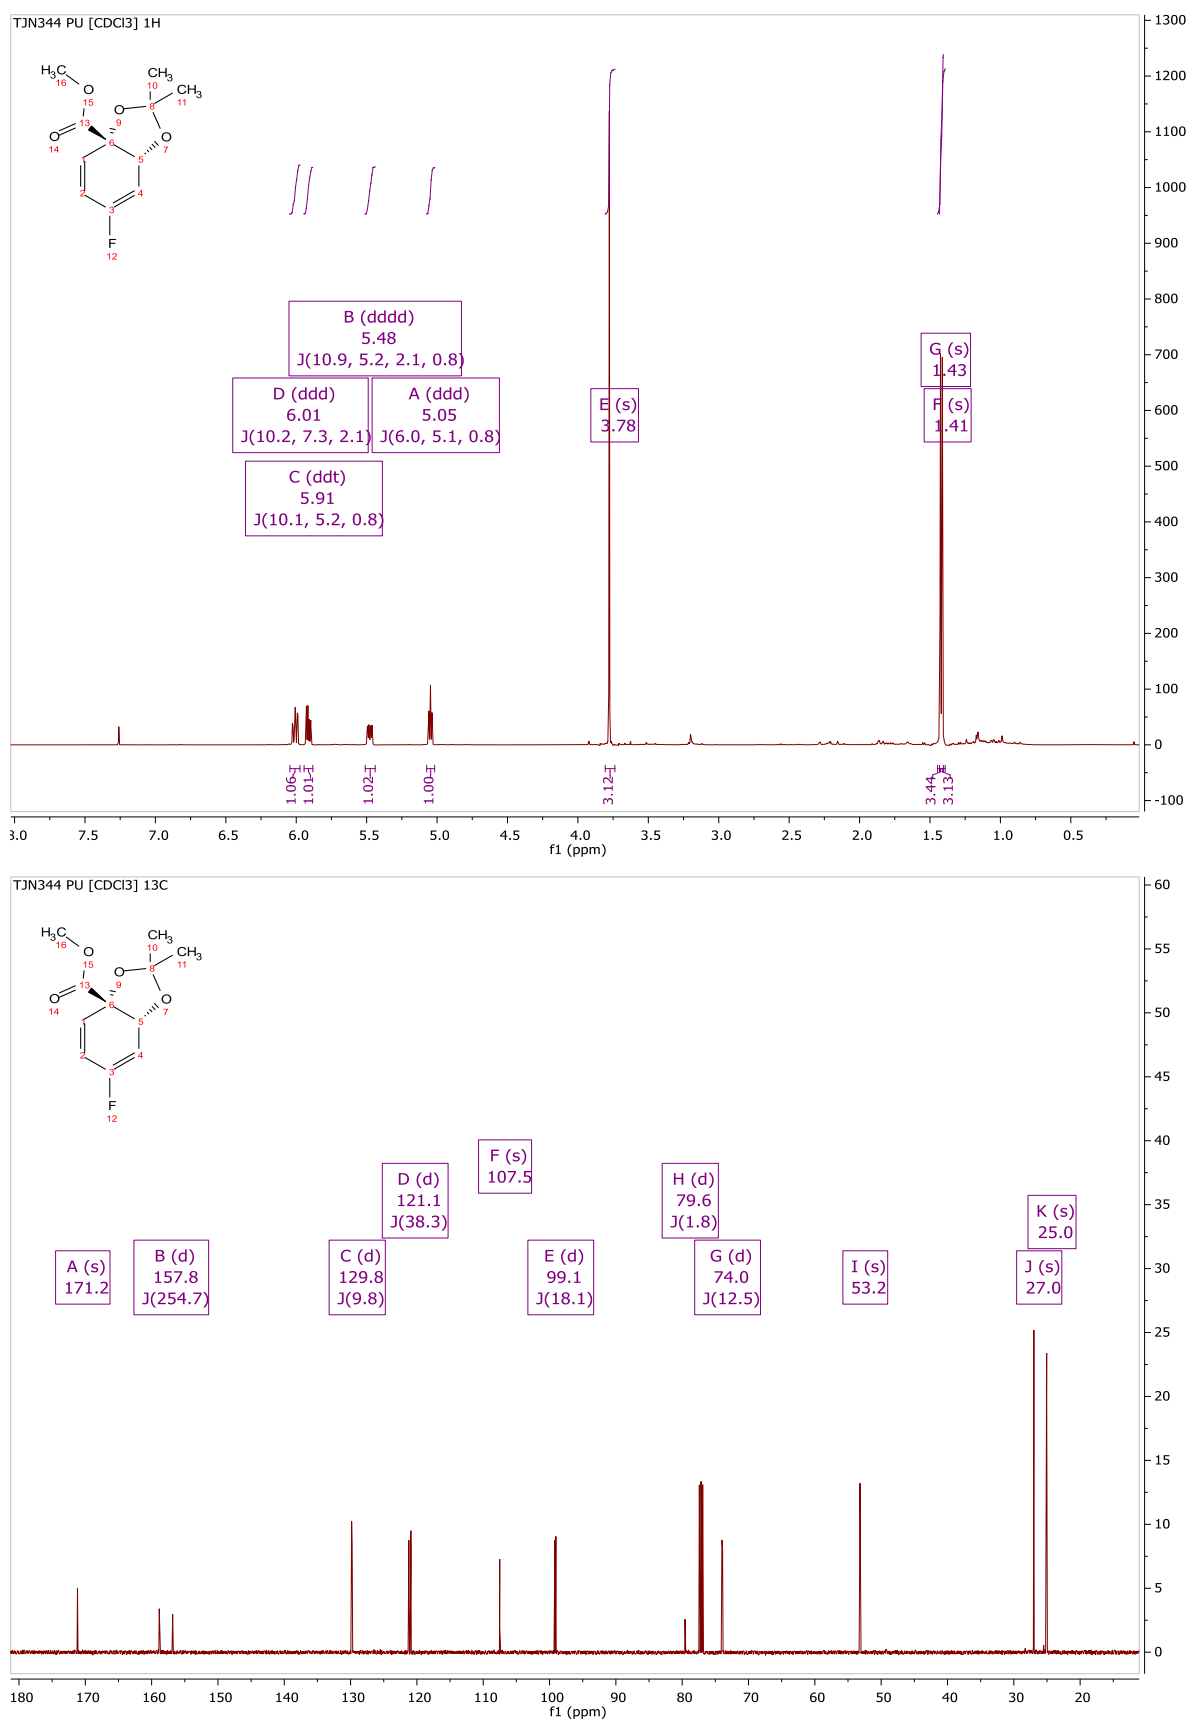 TJN344 PU [CDCl3] 1H
H3C
16
O
15
13
O
14
O
9
6
CH3
10
8
CH3
11
O
7
5
4
2
3
F
12
B (dddd)
5.48
J(10.9, 5.2, 2.1, 0.8)
D (ddd)
6.01
J(10.2, 7.3, 2.1)
A (ddd)
5.05
J(6.0, 5.1, 0.8)
C (ddt)
5.91
J(10.1, 5.2, 0.8)
E (s)
3.78
G (s)
1.43
F (s)
1.41
1300
1200
1100
1000
900
800
700
600
500
400
300
200
100
0
-100
1.06
1.01
1.02
1.00
3.12
3.44
3.13
3.0 7.5 7.0 6.5 6.0 5.5 5.0 4.5 4.0 3.5 3.0 2.5 2.0 1.5 1.0 0.5
f1 (ppm)
TJN344 PU [CDCl3] 13C
H3C
16
O
15
13
O
14
O
9
6
CH3
10
8
CH3
11
O
7
5
4
2
3
F
12
A (s)
171.2
B (d)
157.8
J(254.7)
C (d)
129.8
J(9.8)
D (d)
121.1
J(38.3)
F (s)
107.5
E (d)
99.1
J(18.1)
H (d)
79.6
J(1.8)
G (d)
74.0
J(12.5)
I (s)
53.2
K (s)
25.0
J (s)
27.0
60
55
50
45
40
35
30
25
20
15
10
5
0
180 170 160 150 140 130 120 110 100 90 80 70 60 50 40 30 20
f1 (ppm)